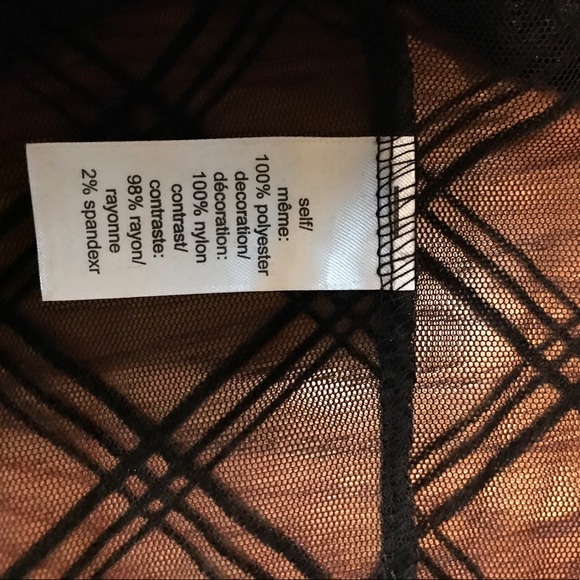 self/
même:
100% polyester
decoration/
décoration:
100% nylon
contrast/
contraste:
98% rayon/
rayonne
2% spandexr